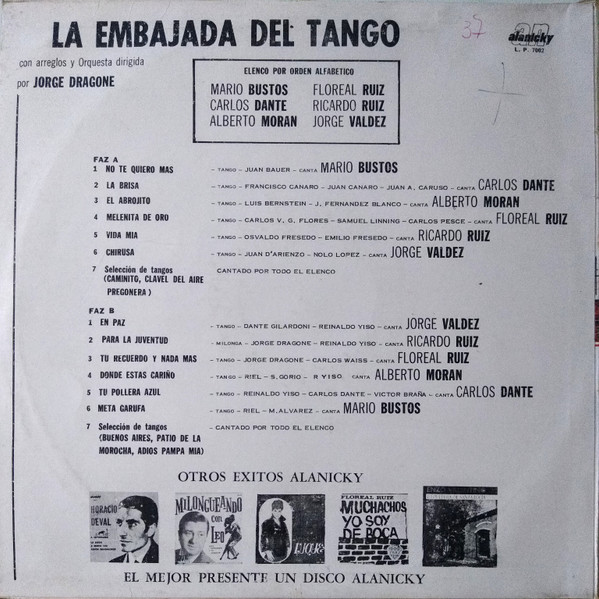 LA EMBAJADA DEL TANGO
con arreglos y Orquesta dirigida
por JORGE DRAGONE
37
an
alanicky
L. P. 7002
ELENCO POR ORDEN ALFABETICO
MARIO BUSTOS FLOREAL RUIZ
CARLOS DANTE RICARDO RUIZ
ALBERTO MORAN JORGE VALDEZ
FAZ A
1 NO TE QUIERO MAS – TANGO – JUAN BAUER – CANTA MARIO BUSTOS
2 LA BRISA – TANGO – FRANCISCO CANARO – JUAN CANARO – JUAN A. CARUSO – CANTA CARLOS DANTE
3 EL ABROJITO – TANGO – LUIS BERNSTEIN – J. FERNANDEZ BLANCO – CANTA ALBERTO MORAN
4 MELENITA DE ORO – TANGO – CARLOS V. G. FLORES – SAMUEL LINNING – CARLOS PESCE – CANTA FLOREAL RUIZ
5 VIDA MIA – TANGO – OSVALDO FRESEDO – EMILIO FRESEDO – CANTA RICARDO RUIZ
6 CHIRUSA – TANGO – JUAN D'ARIENZO – NOLO LOPEZ – CANTA JORGE VALDEZ
7 Selección de tangos CANTADO POR TODO EL ELENCO
(CAMINITO, CLAVEL DEL AIRE
PREGONERA )
FAZ B
1 EN PAZ – TANGO – DANTE GILARDONI – REINALDO YISO – CANTA JORGE VALDEZ
2 PARA LA JUVENTUD – MILONGA – JORGE DRAGONE – REINALDO YISO – CANTA RICARDO RUIZ
3 TU RECUERDO Y NADA MAS – TANGO – JORGE DRAGONE – CARLOS WAISS – CANTA FLOREAL RUIZ
4 DONDE ESTAS CARIÑO – TANGO – RIEL – S. GORIO – R YISO CANTA ALBERTO MORAN
5 TU POLLERA AZUL – TANGO – REINALDO YISO – CARLOS DANTE – VICTOR BRAÑA – CANTA CARLOS DANTE
6 META GARUFA – TANGO – RIEL – M. ALVAREZ – CANTA MARIO BUSTOS
7 Selección de tangos – CANTADO POR TODO EL ELENCO
(BUENOS AIRES, PATIO DE LA
MOROCHA, ADIOS PAMPA MIA)
OTROS EXITOS ALANICKY
HORACIO
DEVAL
MILONGUEANDO
CON
LEO
FLOREAL RUIZ
MUCHACHOS
YO SOY
DE BOCA
EL MEJOR PRESENTE UN DISCO ALANICKY